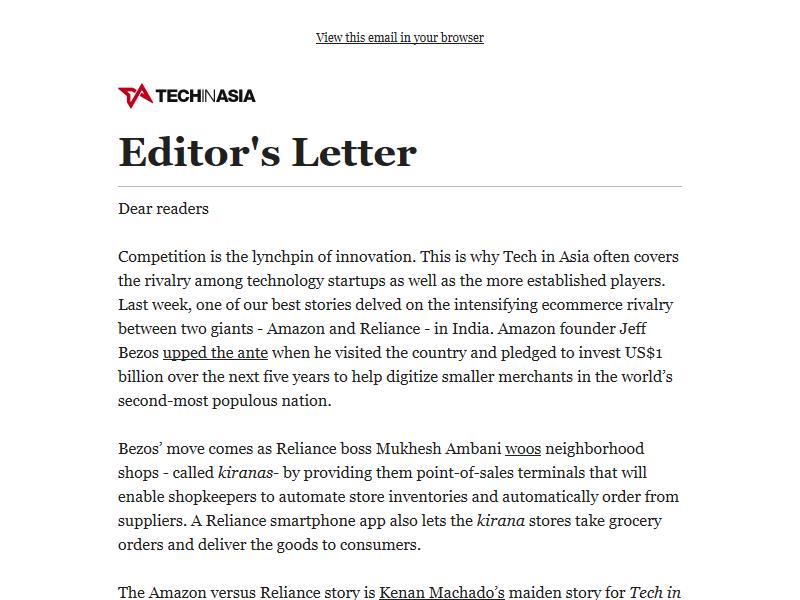 View this email in your browser
TECHINASIA
Editor's Letter
Dear readers
Competition is the lynchpin of innovation. This is why Tech in Asia often covers
the rivalry among technology startups as well as the more established players.
Last week, one of our best stories delved on the intensifying ecommerce rivalry
between two giants - Amazon and Reliance - in India. Amazon founder Jeff
Bezos upped the ante when he visited the country and pledged to invest US$1
billion over the next five years to help digitize smaller merchants in the world’s
second-most populous nation.
Bezos’ move comes as Reliance boss Mukhesh Ambani woos neighborhood
shops - called kiranas- by providing them point-of-sales terminals that will
enable shopkeepers to automate store inventories and automatically order from
suppliers. A Reliance smartphone app also lets the kirana stores take grocery
orders and deliver the goods to consumers.
The Amazon versus Reliance story is Kenan Machado’s maiden story for Tech in